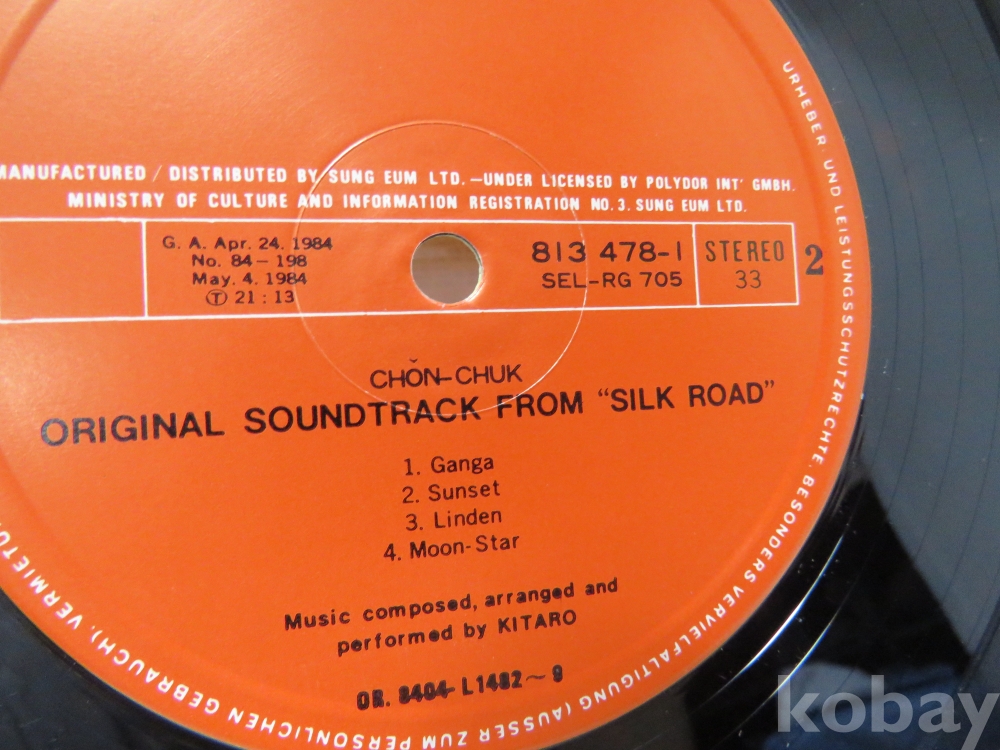 MANUFACTURED / DISTRIBUTED BY SUNG EUM LTD. —UNDER LICENSED BY POLYDOR INT' GMBH.
MINISTRY OF CULTURE AND INFORMATION REGISTRATION NO. 3. SUNG EUM LTD.
G. A. Apr. 24. 1984
No. 84-198
May. 4. 1984
Ⓣ 21 : 13
813 478-1
SEL-RG 705
STEREO
33
2
CHǑN-CHUK
ORIGINAL SOUNDTRACK FROM "SILK ROAD"
1. Ganga
2. Sunset
3. Linden
4. Moon-Star
Music composed, arranged and
performed by KITARO
OR. 8404-L1482~9
URHEBER- UND LEISTUNGSSCHUTZRECHTE, BESONDERS VERVIELFALTIGUNG (AUSSER ZUM PERSONLICHEN GEBRAUCH),
kobay